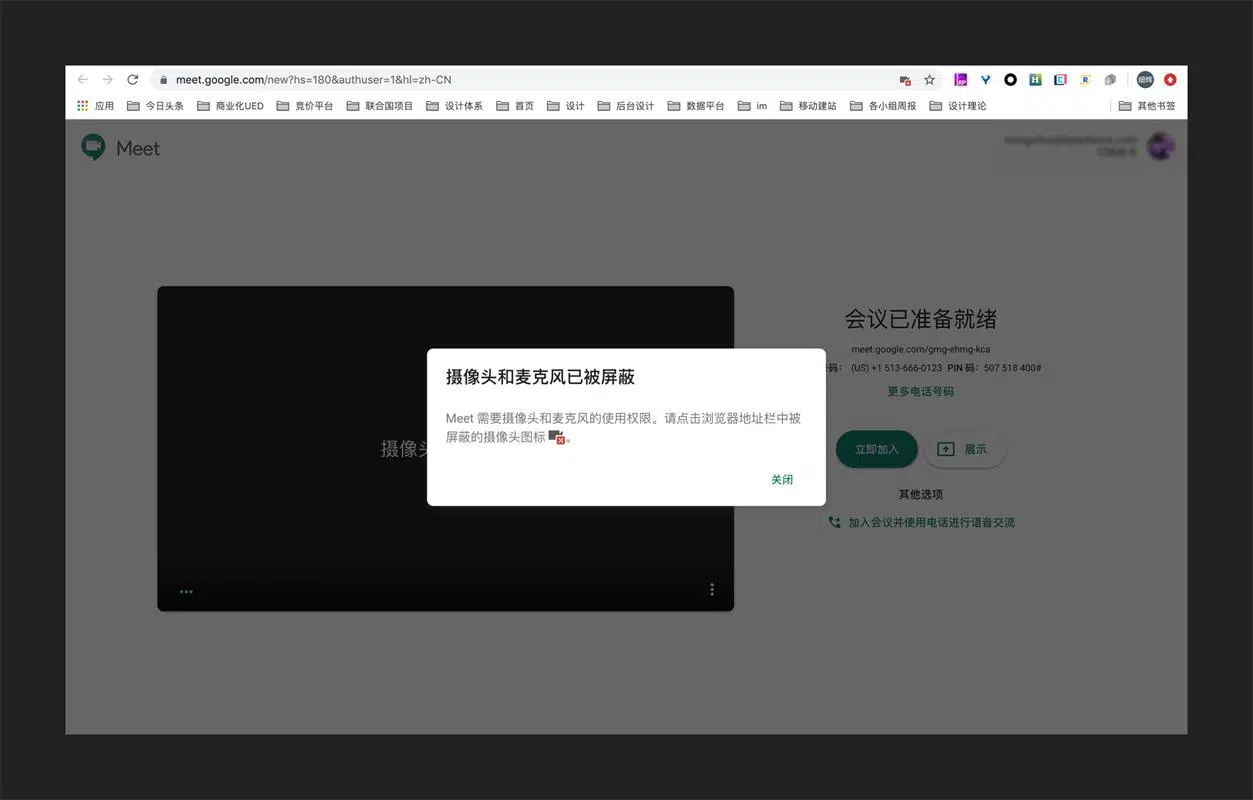 meet.google.com/new?hs=180&authuser=1&hl=zh-CN
应用 今日头条 商业化UED 竞价平台 联合国项目 设计体系 首页 设计 后台设计 数据平台 im 移动建站 各小组周报 设计理论 其他书签
Meet
会议已准备就绪
meet.google.com/gmg-ehmg-kca
码： (US) +1 513-666-0123 PIN 码： 507 518 400#
更多电话号码
摄像头和麦克风已被屏蔽
Meet 需要摄像头和麦克风的使用权限。请点击浏览器地址栏中被
屏蔽的摄像头图标 。
关闭
摄像头
立即加入 展示
其他选项
加入会议并使用电话进行语音交流